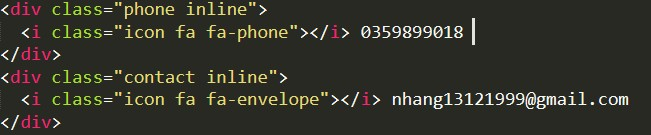 <div class="phone inline">
<i class="icon fa fa-phone"></i> 0359899018
</div>
<div class="contact inline">
<i class="icon fa fa-envelope"></i> nhang13121999@gmail.com
</div>